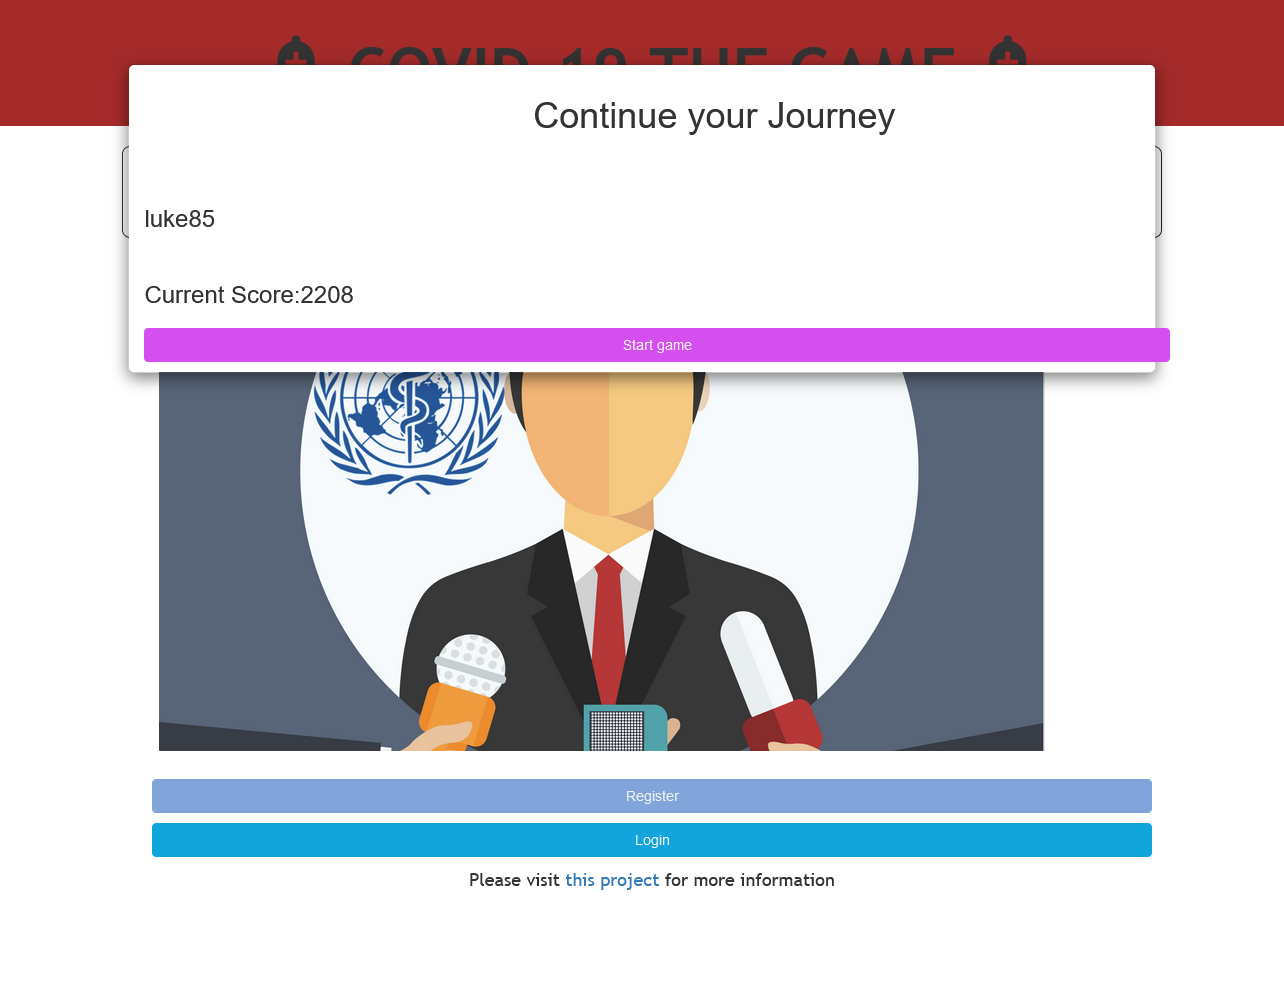 COVID-19 THE GAME
Continue your Journey
luke85
Current Score:2208
Start game
Register
Login
Please visit this project for more information